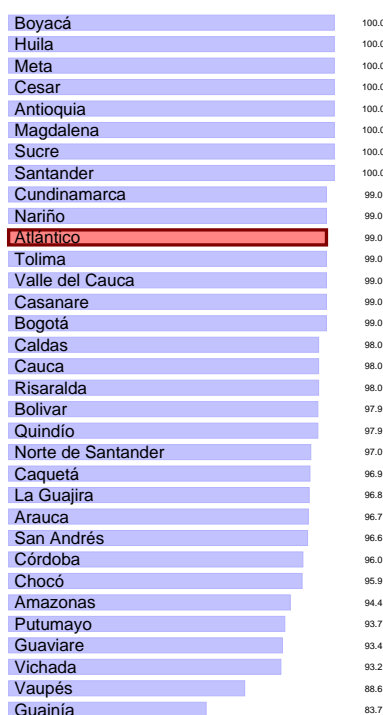 Boyacá 100.0
Huila 100.0
Meta 100.0
Cesar 100.0
Antioquia 100.0
Magdalena 100.0
Sucre 100.0
Santander 100.0
Cundinamarca 99.0
Nariño 99.0
Atlántico 99.0
Tolima 99.0
Valle del Cauca 99.0
Casanare 99.0
Bogotá 99.0
Caldas 98.0
Cauca 98.0
Risaralda 98.0
Bolivar 97.9
Quindío 97.9
Norte de Santander 97.0
Caquetá 96.9
La Guajira 96.8
Arauca 96.7
San Andrés 96.6
Córdoba 96.0
Chocó 95.9
Amazonas 94.4
Putumayo 93.7
Guaviare 93.4
Vichada 93.2
Vaupés 88.6
Guainía 83.7